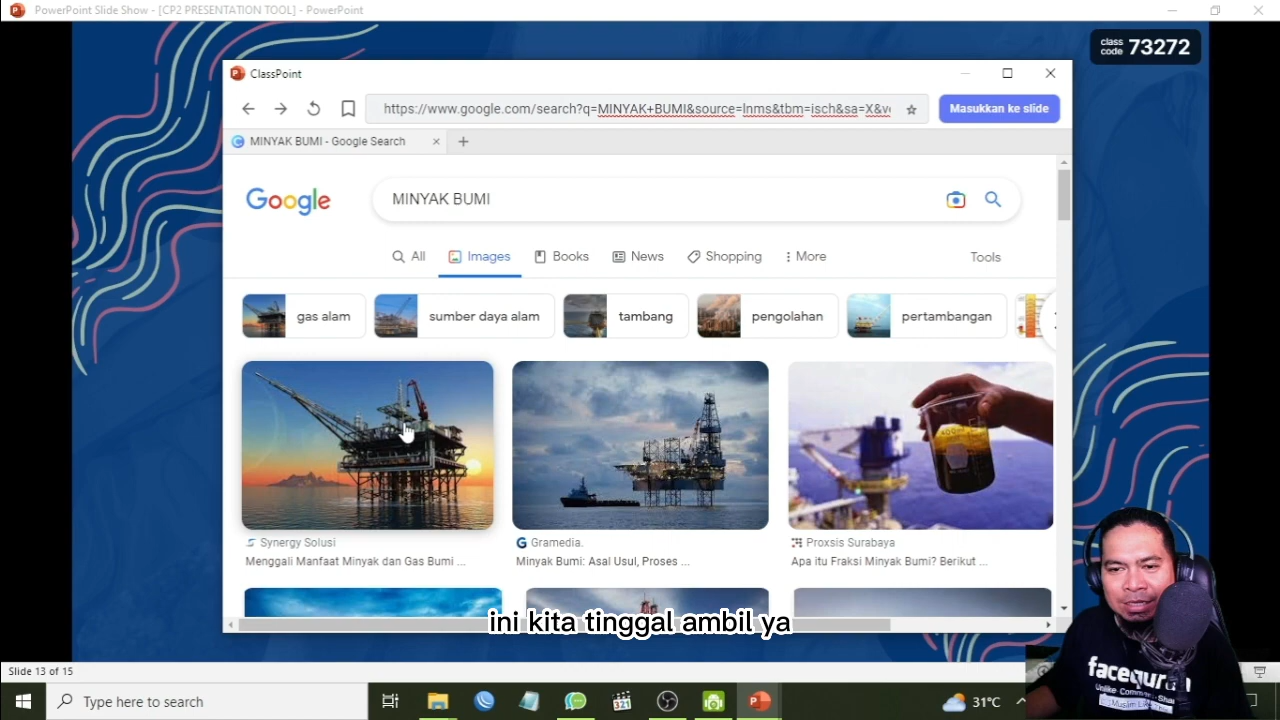 PowerPoint Slide Show - [CP2 PRESENTATION TOOL] - PowerPoint
class code 73272
ClassPoint
https://www.google.com/search?q=MINYAK+BUMI&source=lnms&tbm=isch&sa=X&ve
Masukkan ke slide
MINYAK BUMI - Google Search
Google
MINYAK BUMI
All Images Books News Shopping More Tools
gas alam sumber daya alam tambang pengolahan pertambangan
Synergy Solusi
Menggali Manfaat Minyak dan Gas Bumi ...
Gramedia.
Minyak Bumi: Asal Usul, Proses ...
Proxsis Surabaya
Apa itu Fraksi Minyak Bumi? Berikut ...
ini kita tinggal ambil ya
Slide 13 of 15
Type here to search
321
31°C